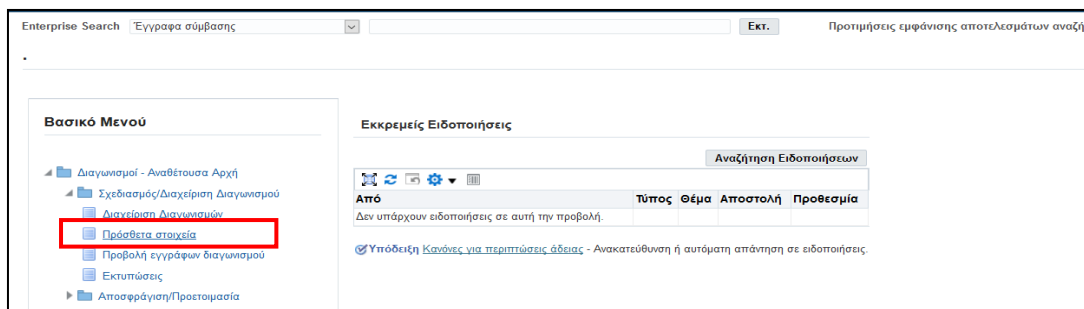 Enterprise Search Έγγραφα σύμβασης Εκτ. Προτιμήσεις εμφάνισης αποτελεσμάτων αναζή
.
Βασικό Μενού
Εκκρεμείς Ειδοποιήσεις
Αναζήτηση Ειδοποιήσεων
Διαγωνισμοί - Αναθέτουσα Αρχή
Σχεδιασμός/Διαχείριση Διαγωνισμού
Διαχείριση Διαγωνισμών
Πρόσθετα στοιχεία
Προβολή εγγράφων διαγωνισμού
Εκτυπώσεις
Αποσφράγιση/Προετοιμασία
Από Τύπος Θέμα Αποστολή Προθεσμία
Δεν υπάρχουν ειδοποιήσεις σε αυτή την προβολή.
Υπόδειξη Κανόνες για περιπτώσεις άδειας - Ανακατεύθυνση ή αυτόματη απάντηση σε ειδοποιήσεις.